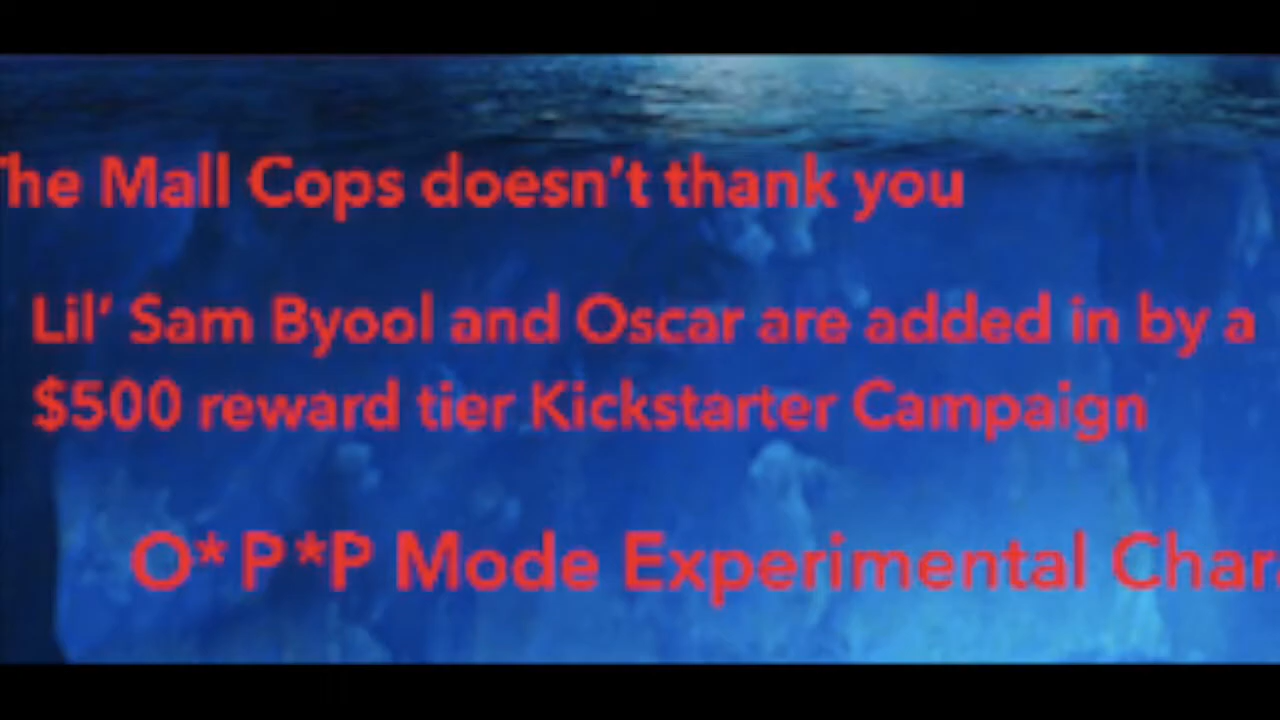 The Mall Cops doesn't thank you
Lil' Sam Byool and Oscar are added in by a
$500 reward tier Kickstarter Campaign
O* P *P Mode Experimental